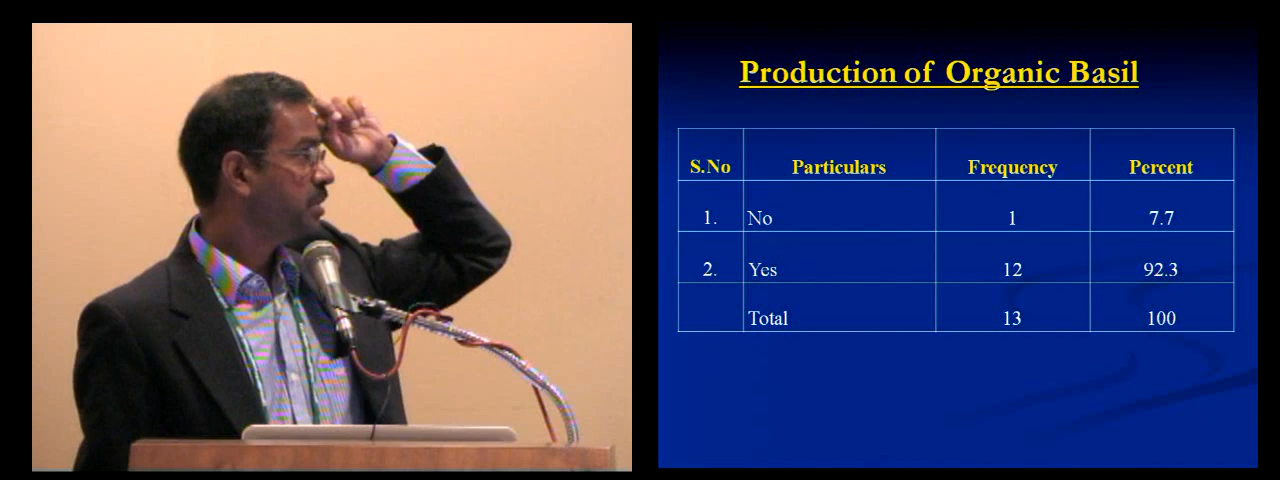 Production of Organic Basil
S.No Particulars Frequency Percent
1. No 1 7.7
2. Yes 12 92.3
Total 13 100